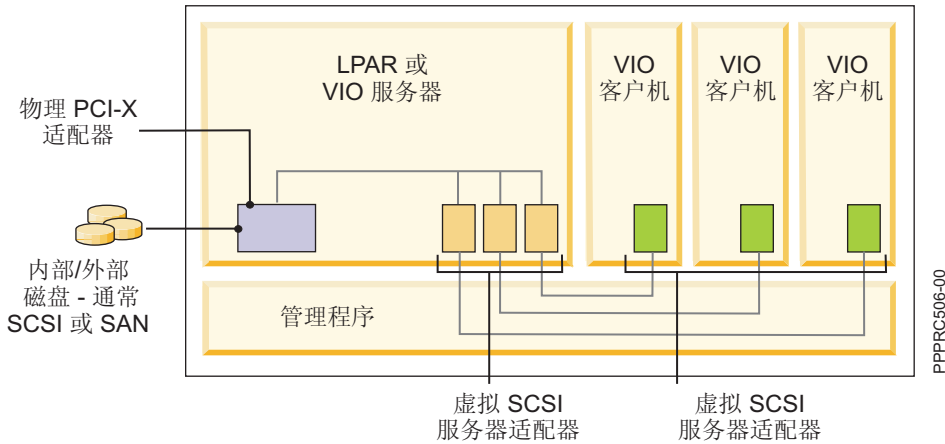 LPAR 或
VIO 服务器
VIO
客户机
VIO
客户机
VIO
客户机
物理 PCI-X
适配器
内部/外部
磁盘 - 通常
SCSI 或 SAN
管理程序
虚拟 SCSI
服务器适配器
虚拟 SCSI
服务器适配器
PPPRC506-00